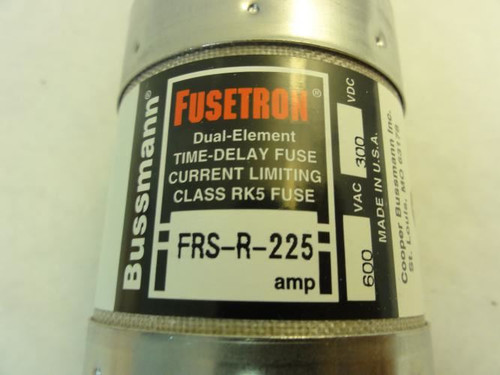 Bussmann®
FUSETRON®
Dual-Element
TIME-DELAY FUSE
CURRENT LIMITING
CLASS RK5 FUSE
FRS-R-225
amp
600 VAC 300 VDC
MADE IN U.S.A.
Cooper Bussmann Inc.
St. Louis, MO 63178